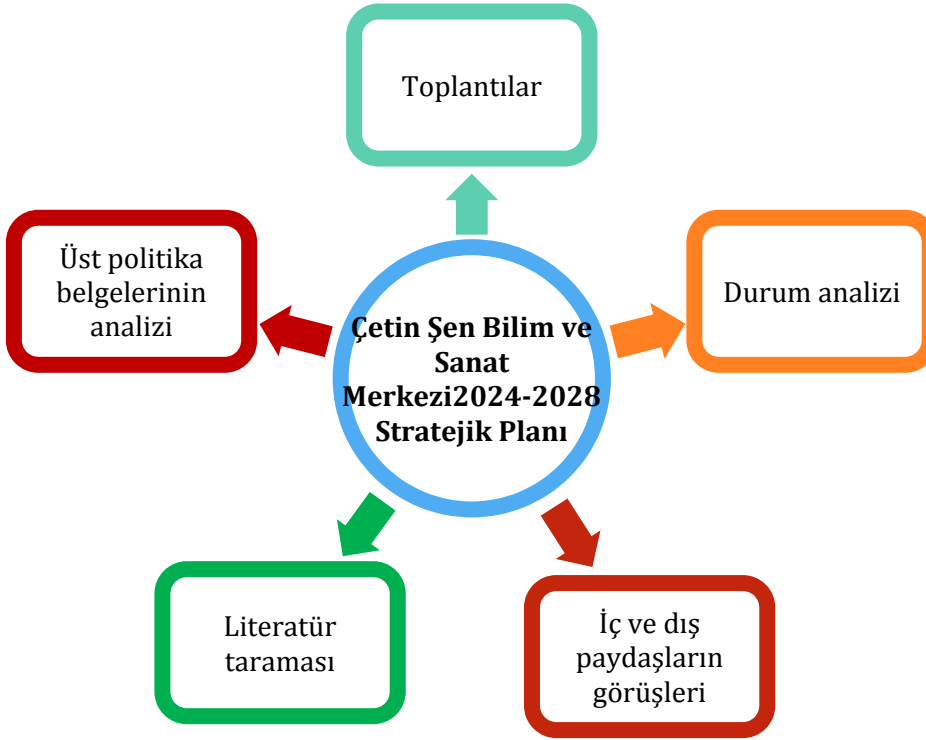 Toplantılar
Üst politika
belgelerinin
analizi
Durum analizi
Çetin Şen Bilim ve
Sanat
Merkezi2024-2028
Stratejik Planı
Literatür
taraması
İç ve dış
paydaşların
görüşleri